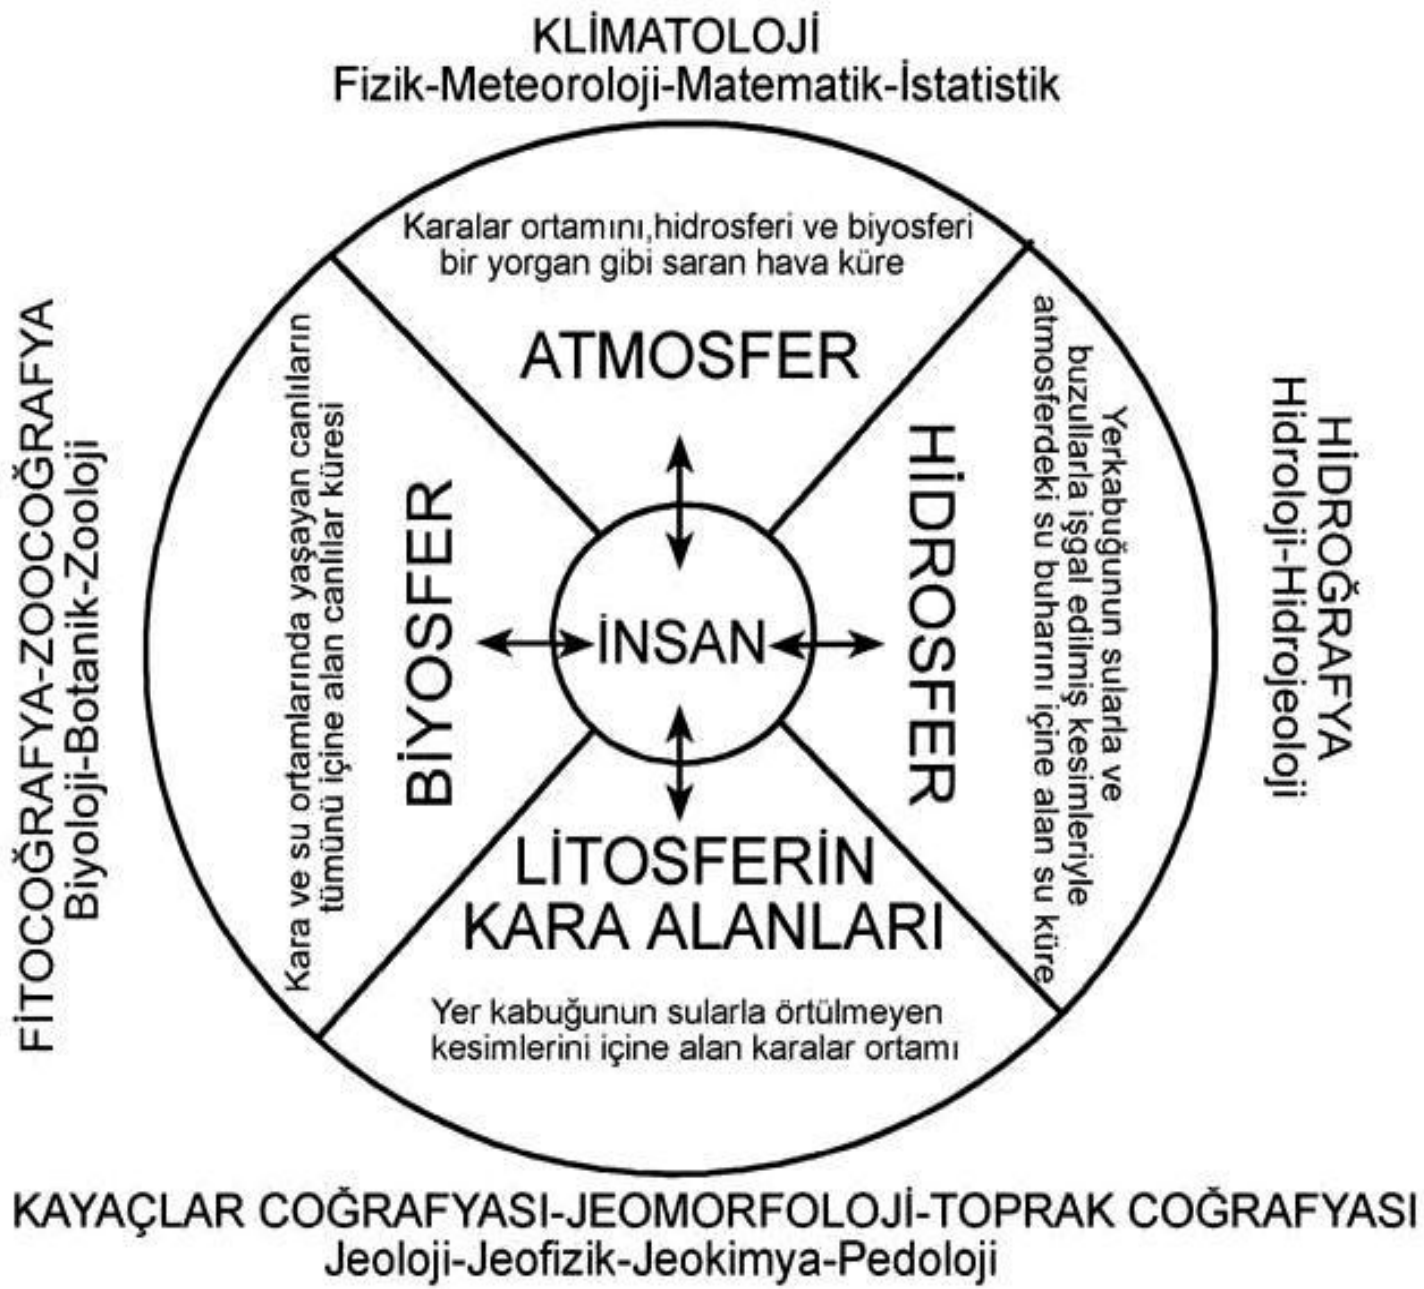 KLİMATOLOJİ
Fizik-Meteoroloji-Matematik-İstatistik
Karalar ortamını,hidrosferi ve biyosferi
bir yorgan gibi saran hava küre
ATMOSFER
FİTOCOĞRAFYA-ZOOCOĞRAFYA
Biyoloji-Botanik-Zooloji
Kara ve su ortamlarında yaşayan canlıların
tümünü içine alan canlılar küresi
BİYOSFER
İNSAN
HİDROSFER
Yerkabuğunun sularla ve
buzullarla işgal edilmiş kesimleriyle
atmosferdeki su buharını içine alan su küre
HİDROĞRAFYA
Hidroloji-Hidrojeoloji
LİTOSFERİN
KARA ALANLARI
Yer kabuğunun sularla örtülmeyen
kesimlerini içine alan karalar ortamı
KAYAÇLAR COĞRAFYASI-JEOMORFOLOJİ-TOPRAK COĞRAFYASI
Jeoloji-Jeofizik-Jeokimya-Pedoloji